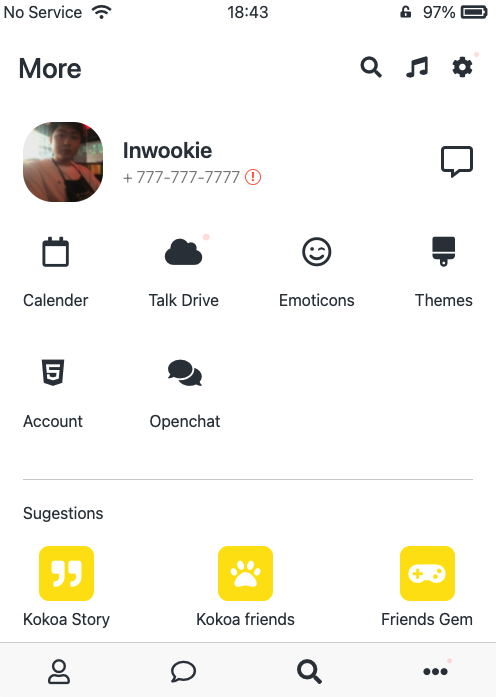 No Service 18:43 97%
More
Inwookie
+ 777-777-7777
Calender Talk Drive Emoticons Themes
Account Openchat
Sugestions
Kokoa Story Kokoa friends Friends Gem